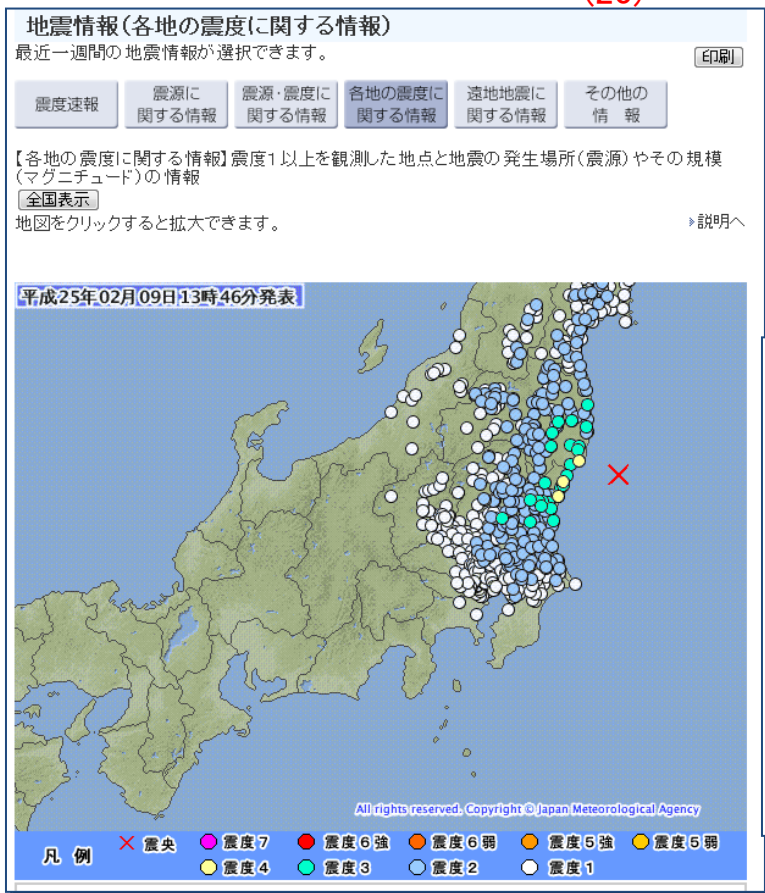 (20)
地震情報(各地の震度に関する情報)
最近一週間の地震情報が選択できます。
印刷
震度速報
震源に
関する情報
震源・震度に
関する情報
各地の震度に
関する情報
遠地地震に
関する情報
その他の
情 報
【各地の震度に関する情報】震度1以上を観測した地点と地震の発生場所(震源)やその規模
(マグニチュード)の情報
全国表示
地図をクリックすると拡大できます。
説明へ
平成25年02月09日13時46分発表
All rights reserved. Copyright © Japan Meteorological Agency
凡 例
震央
震度7
震度6強
震度6弱
震度5強
震度5弱
震度4
震度3
震度2
震度1